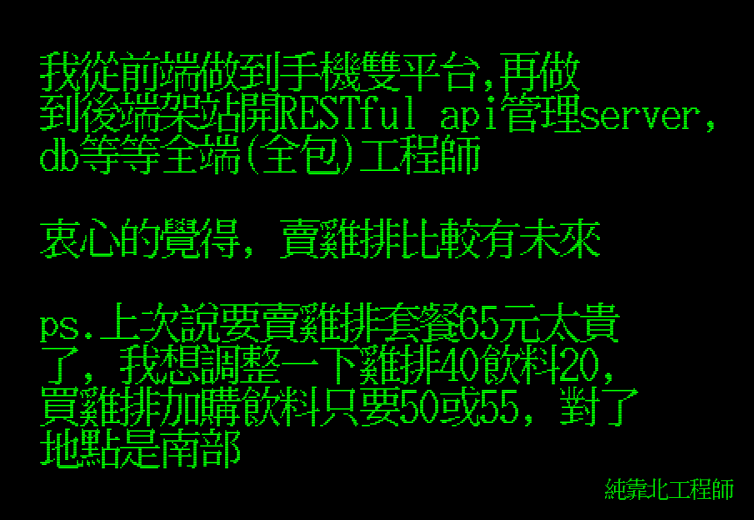 我從前端做到手機雙平台,再做
到後端架站開RESTful api管理server,
db等等全端(全包)工程師
衷心的覺得, 賣雞排比較有未來
ps.上次說要賣雞排套餐65元太貴
了, 我想調整一下雞排40飲料20,
買雞排加購飲料只要50或55, 對了
地點是南部
純靠北工程師